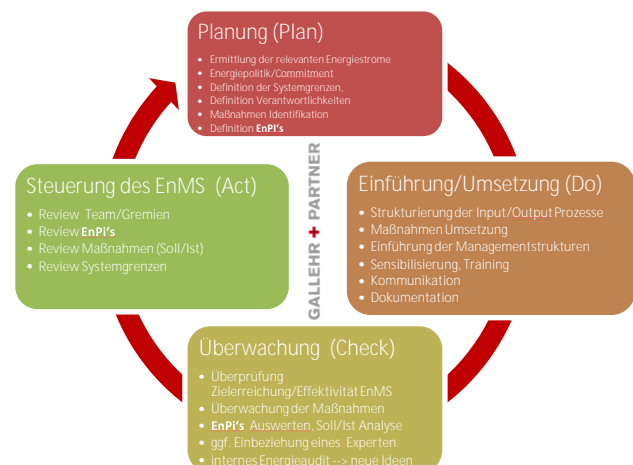 Planung (Plan)
• Ermittlung der relevanten Energieströme
• Energiepolitik/Commitment
• Definition der Systemgrenzen,
• Definition Verantwortlichkeiten
• Maßnahmen Identifikation
• Definition EnPI's
Einführung/Umsetzung (Do)
• Strukturierung der Input/Output Prozesse
• Maßnahmen Umsetzung
• Einführung der Managementstrukturen
• Sensibilisierung, Training
• Kommunikation
• Dokumentation
Überwachung (Check)
• Überprüfung
Zielerreichung/Effektivität EnMS
• Überwachung der Maßnahmen
• EnPi's Auswerten, Soll/Ist Analyse
• ggf. Einbeziehung eines Experten
• internes Energieaudit --> neue Ideen
Steuerung des EnMS (Act)
• Review Team/Gremien
• Review EnPi's
• Review Maßnahmen (Soll/Ist)
• Review Systemgrenzen
GALLEHR + PARTNER